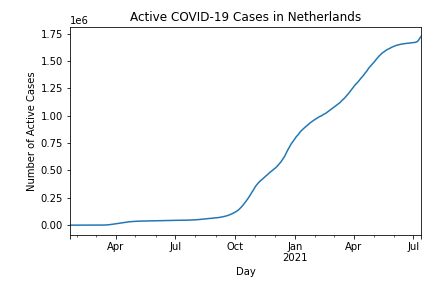 Active COVID-19 Cases in Netherlands
1e6
1.75
1.50
1.25
1.00
0.75
0.50
0.25
0.00
Number of Active Cases
Apr Jul Oct Jan Apr Jul
2021
Day